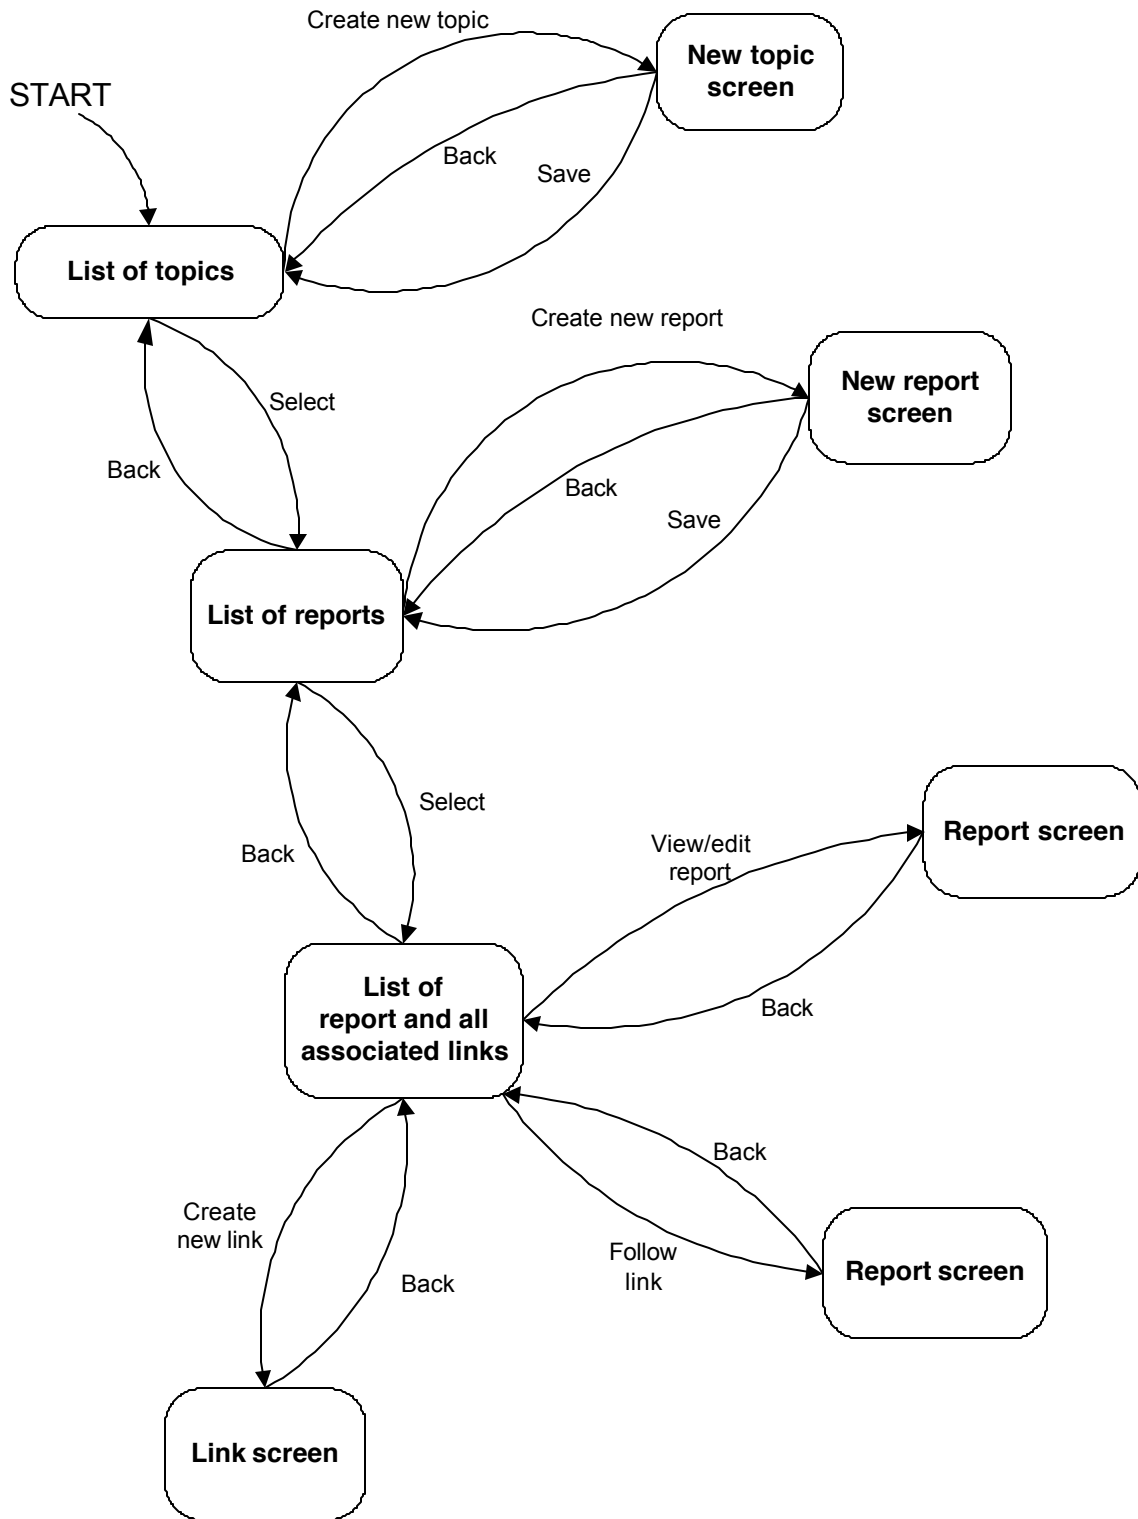 Create new topic
New topic
screen
START
Back
Save
List of topics
Create new report
New report
screen
Select
Back
Back
Save
List of reports
Select
Back
View/edit
report
Report screen
List of
report and all
associated links
Back
Back
Create
new link
Follow
link
Back
Report screen
Link screen